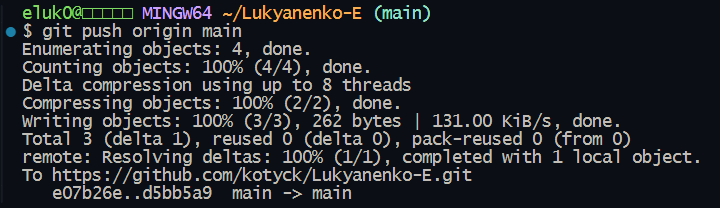 eluk0@□□□□□ MINGW64 ~/Lukyanenko-E (main)
$ git push origin main
Enumerating objects: 4, done.
Counting objects: 100% (4/4), done.
Delta compression using up to 8 threads
Compressing objects: 100% (2/2), done.
Writing objects: 100% (3/3), 262 bytes | 131.00 KiB/s, done.
Total 3 (delta 1), reused 0 (delta 0), pack-reused 0 (from 0)
remote: Resolving deltas: 100% (1/1), completed with 1 local object.
To https://github.com/kotyck/Lukyanenko-E.git
   e07b26e..d5bb5a9  main -> main